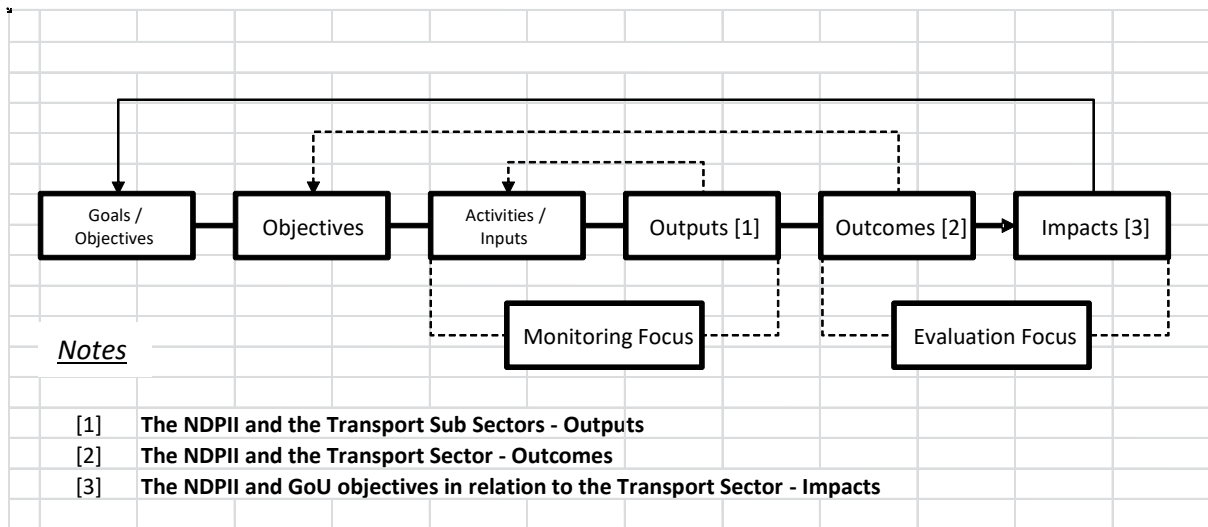 Goals /
Objectives
Objectives
Activities /
Inputs
Outputs [1]
Outcomes [2]
Impacts [3]
Monitoring Focus
Evaluation Focus
Notes
[1] The NDPII and the Transport Sub Sectors - Outputs
[2] The NDPII and the Transport Sector - Outcomes
[3] The NDPII and GoU objectives in relation to the Transport Sector - Impacts